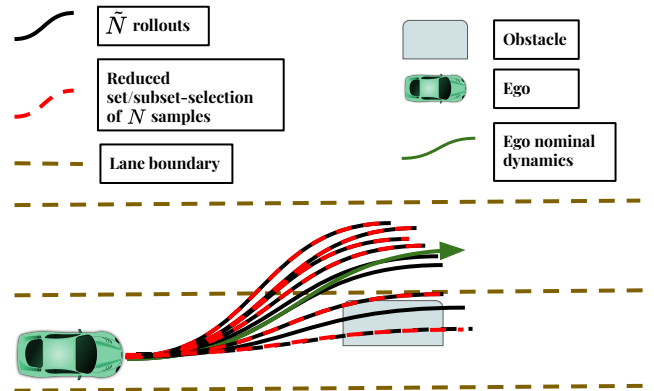 Ñ rollouts
Reduced
set/subset-selection
of N samples
Lane boundary
Obstacle
Ego
Ego nominal
dynamics